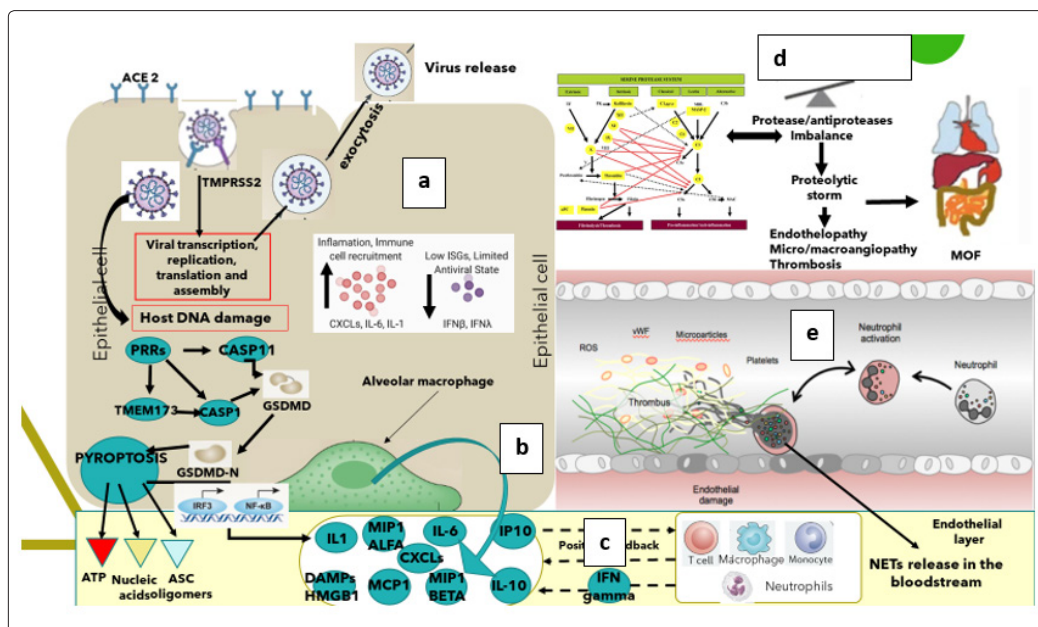 ACE 2
Virus release
exocytosis
TMPRSS2
a
Viral transcription,
replication,
translation and
assembly
Host DNA damage
Epithelial cell
Epithelial cell
Inflamation, Immune
cell recruitment
CXCLs, IL-6, IL-1
Low ISGs, Limited
Antiviral State
IFNβ, IFNλ
PRRs
CASP11
TMEM173
CASP1
GSDMD
PYROPTOSIS
GSDMD-N
IRF3
NF-κB
Alveolar macrophage
b
ATP
Nucleic
acids
ASC
oligomers
IL1
MIP1
ALFA
IL-6
IP10
CXCLs
DAMPs
HMGB1
MCP1
MIP1
BETA
IL-10
c
IFN
gamma
T cell
Macrophage
Monocyte
Neutrophils
d
SERINE PROTEASE SYSTEM
Protease/antiproteases
Imbalance
Proteolytic
storm
Endothelopathy
Micro/macroangiopathy
Thrombosis
MOF
e
ROS
vWF
Microparticles
Platelets
Thrombus
Neutrophil
activation
Neutrophil
Endothelial
damage
Endothelial
layer
NETs release in the
bloodstream